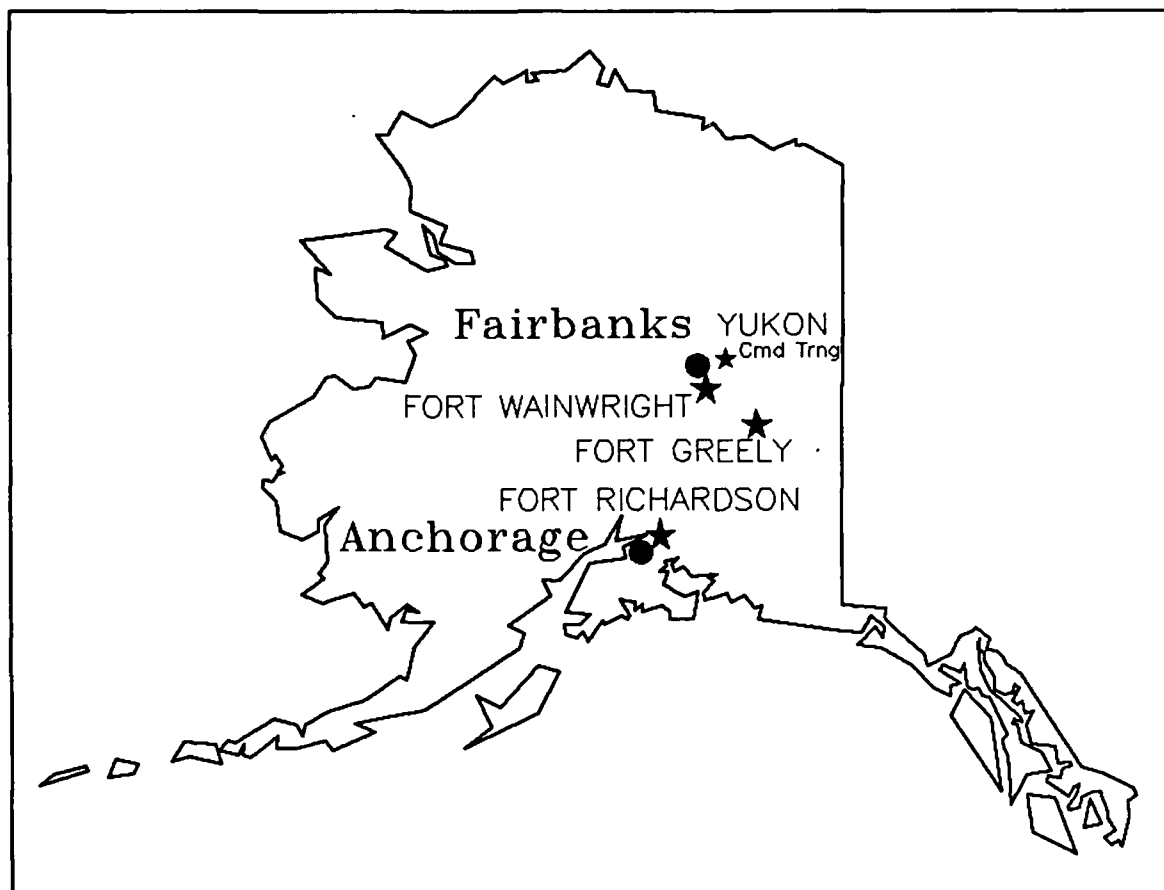 Fairbanks YUKON
Cmd Trng
FORT WAINWRIGHT
FORT GREELY
FORT RICHARDSON
Anchorage